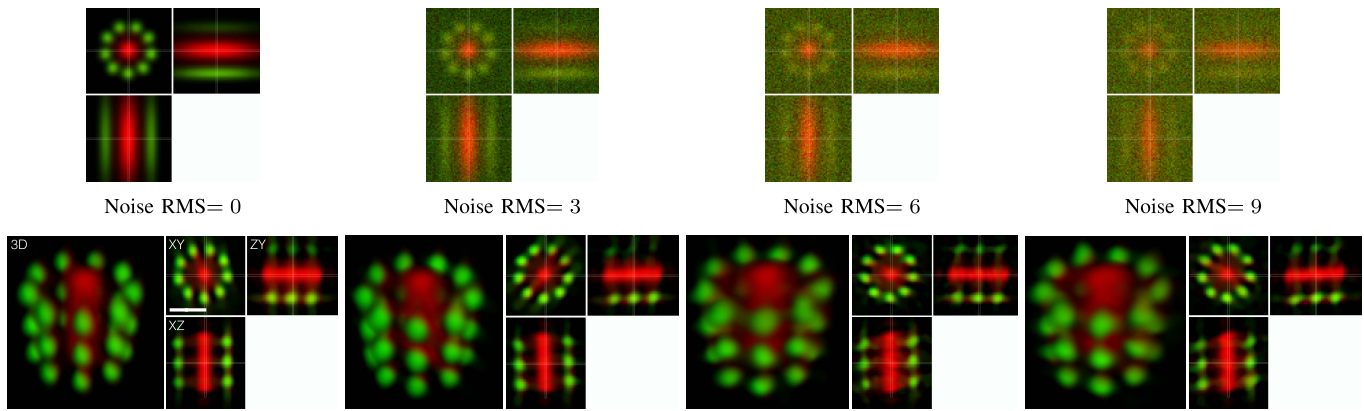 Noise RMS= 0
Noise RMS= 3
Noise RMS= 6
Noise RMS= 9
3D
XY
ZY
XZ